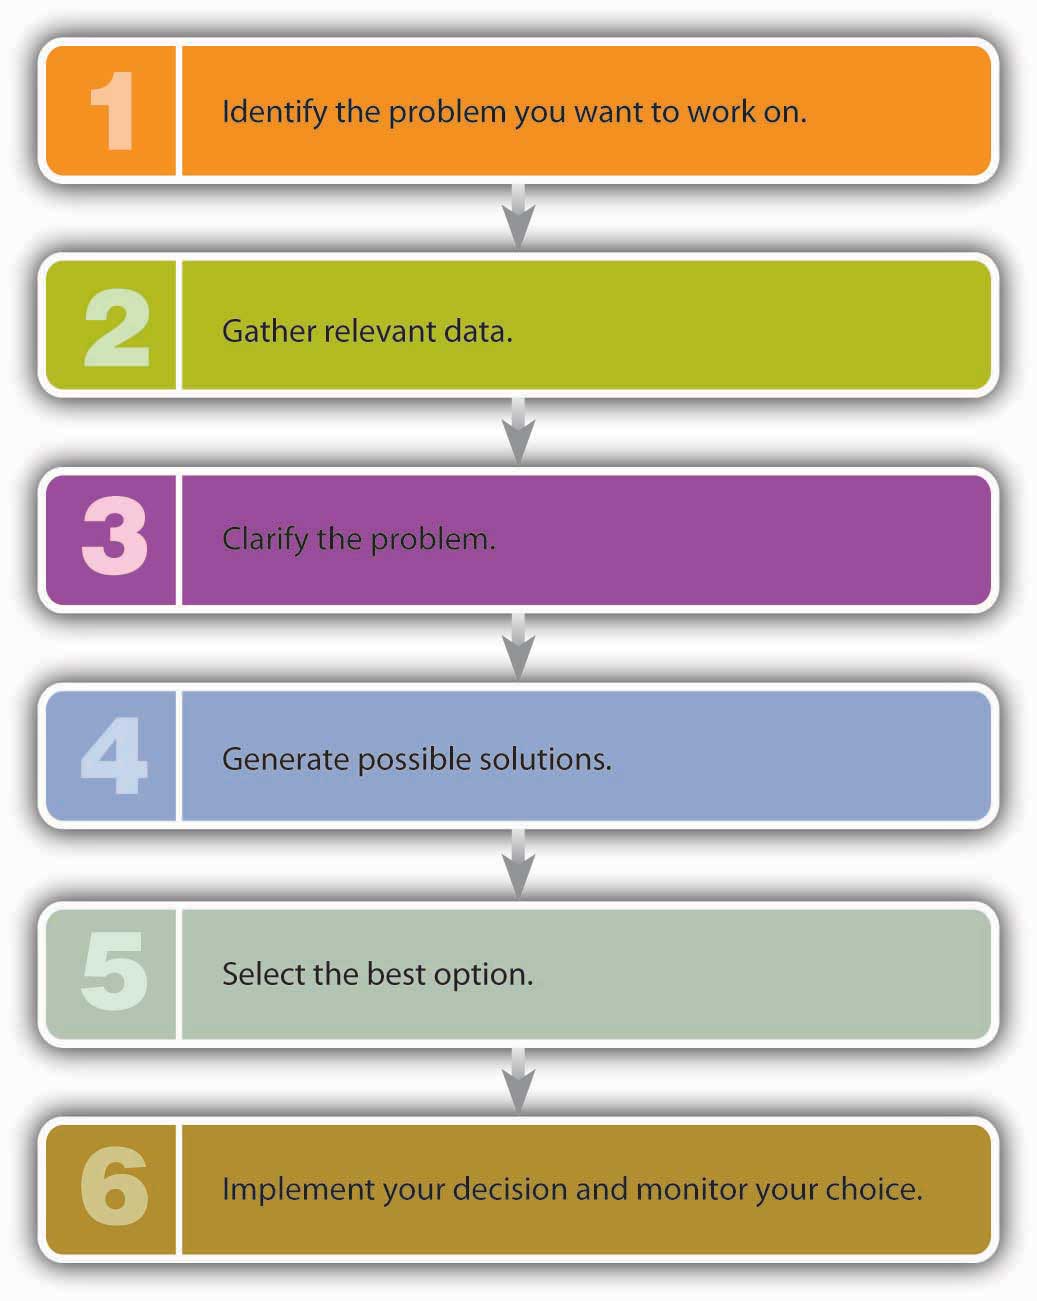 1 Identify the problem you want to work on.
2 Gather relevant data.
3 Clarify the problem.
4 Generate possible solutions.
5 Select the best option.
6 Implement your decision and monitor your choice.